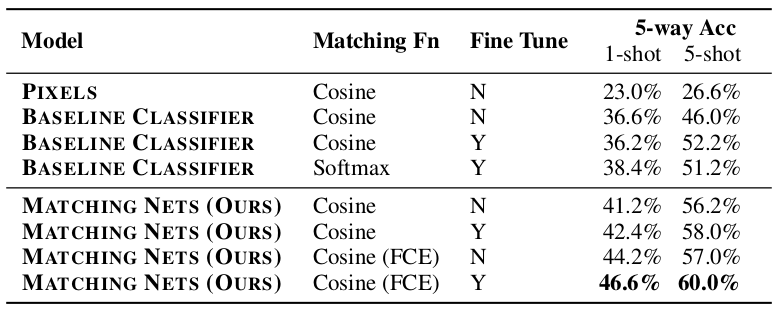 Model Matching Fn Fine Tune 5-way Acc
1-shot 5-shot
PIXELS Cosine N 23.0% 26.6%
BASELINE CLASSIFIER Cosine N 36.6% 46.0%
BASELINE CLASSIFIER Cosine Y 36.2% 52.2%
BASELINE CLASSIFIER Softmax Y 38.4% 51.2%
MATCHING NETS (OURS) Cosine N 41.2% 56.2%
MATCHING NETS (OURS) Cosine Y 42.4% 58.0%
MATCHING NETS (OURS) Cosine (FCE) N 44.2% 57.0%
MATCHING NETS (OURS) Cosine (FCE) Y 46.6% 60.0%